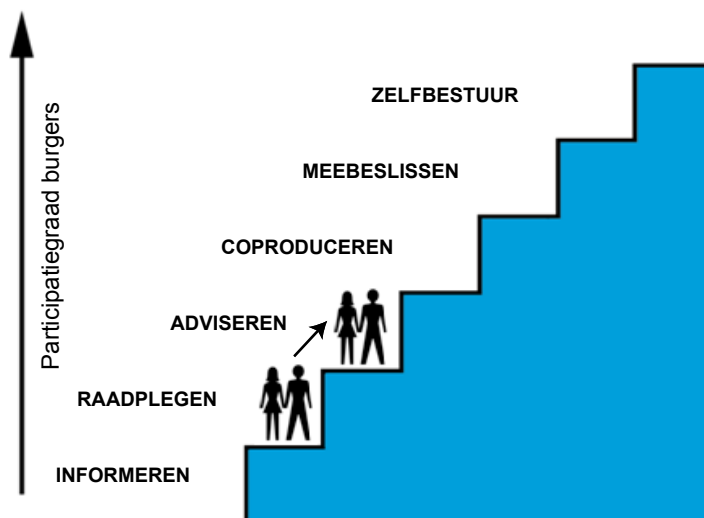 ZELFBESTUUR
MEEBESLISSEN
COPRODUCEREN
ADVISEREN
RAADPLEGEN
INFORMEREN
Participatiegraad burgers